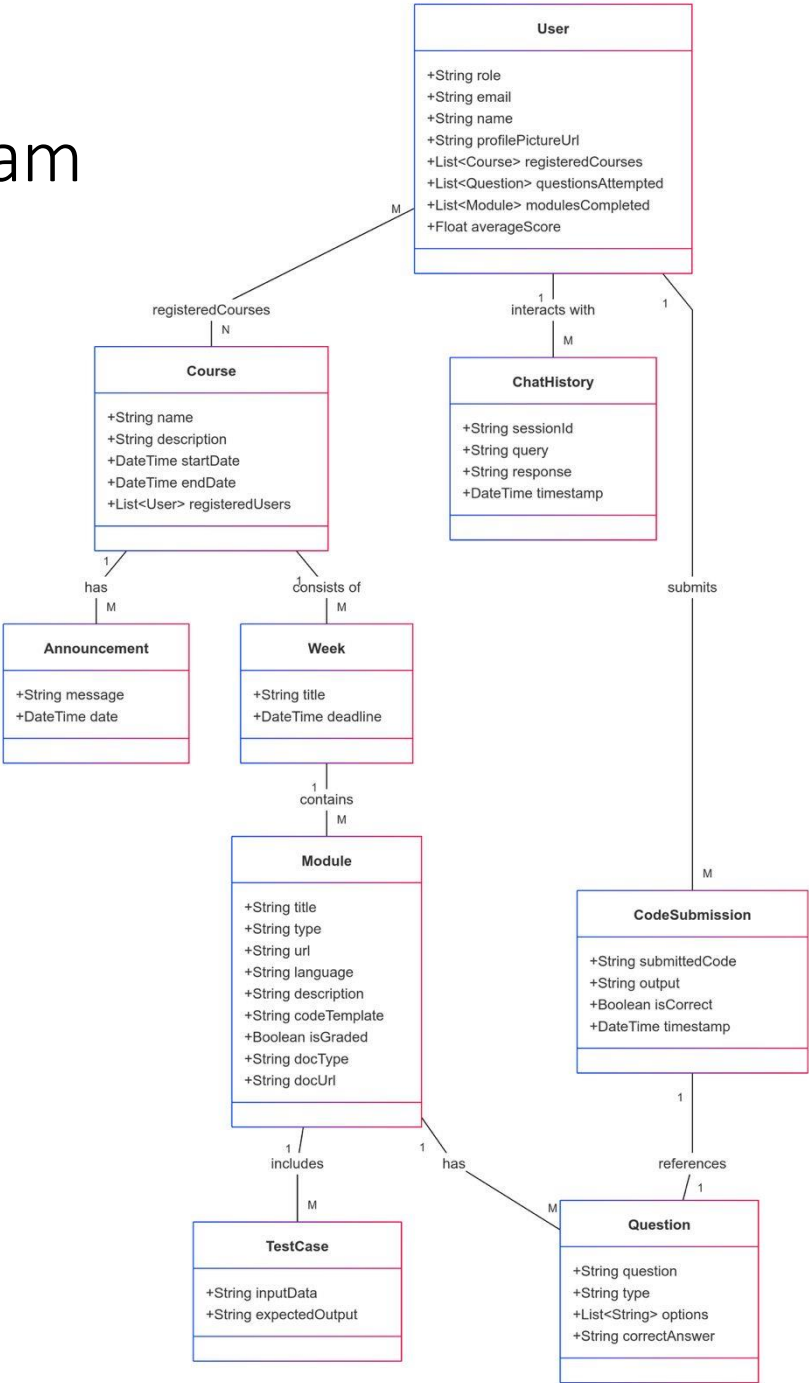 am
User
+String role
+String email
+String name
+String profilePictureUrl
+List<Course> registeredCourses
+List<Question> questionsAttempted
+List<Module> modulesCompleted
+Float averageScore
M
1
1
registeredCourses
interacts with
N
M
Course
+String name
+String description
+DateTime startDate
+DateTime endDate
+List<User> registeredUsers
ChatHistory
+String sessionId
+String query
+String response
+DateTime timestamp
1
1
has
consists of
submits
M
M
Announcement
+String message
+DateTime date
Week
+String title
+DateTime deadline
1
contains
M
Module
+String title
+String type
+String url
+String language
+String description
+String codeTemplate
+Boolean isGraded
+String docType
+String docUrl
M
CodeSubmission
+String submittedCode
+String output
+Boolean isCorrect
+DateTime timestamp
1
1
1
includes
has
references
M
M
1
TestCase
+String inputData
+String expectedOutput
Question
+String question
+String type
+List<String> options
+String correctAnswer